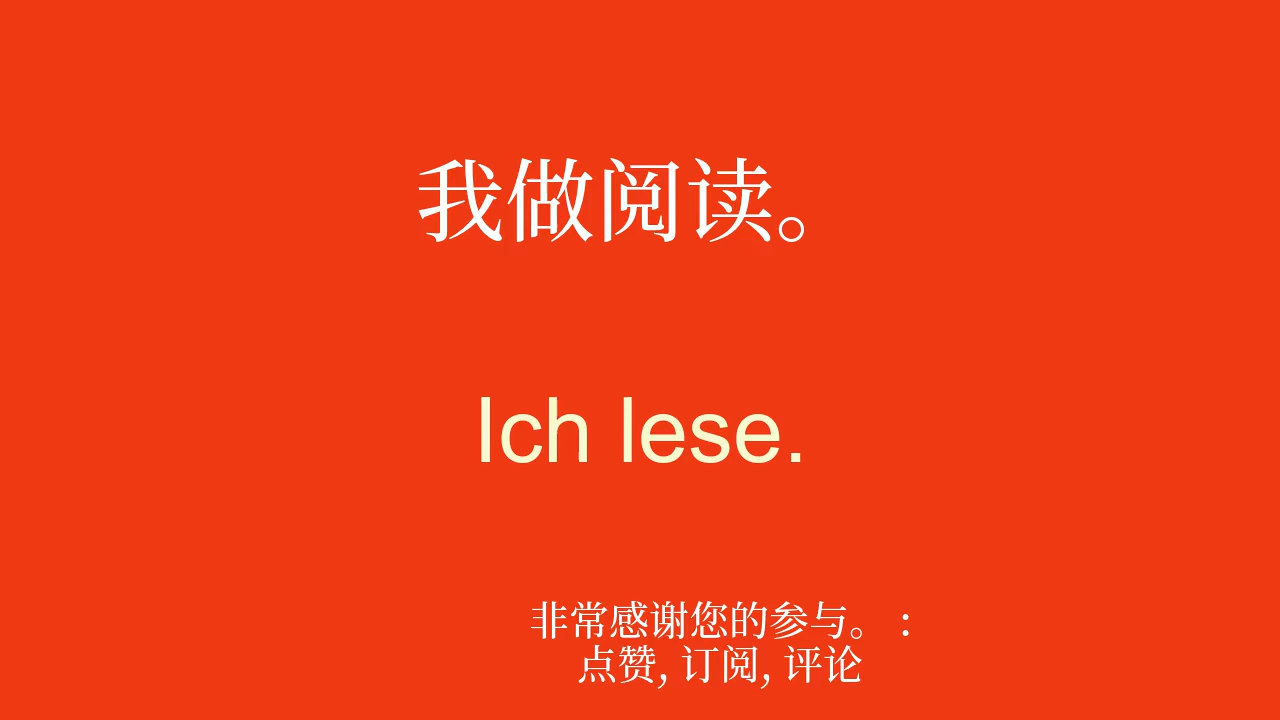 我做阅读。
Ich lese.
非常感谢您的参与。 :
点赞, 订阅, 评论